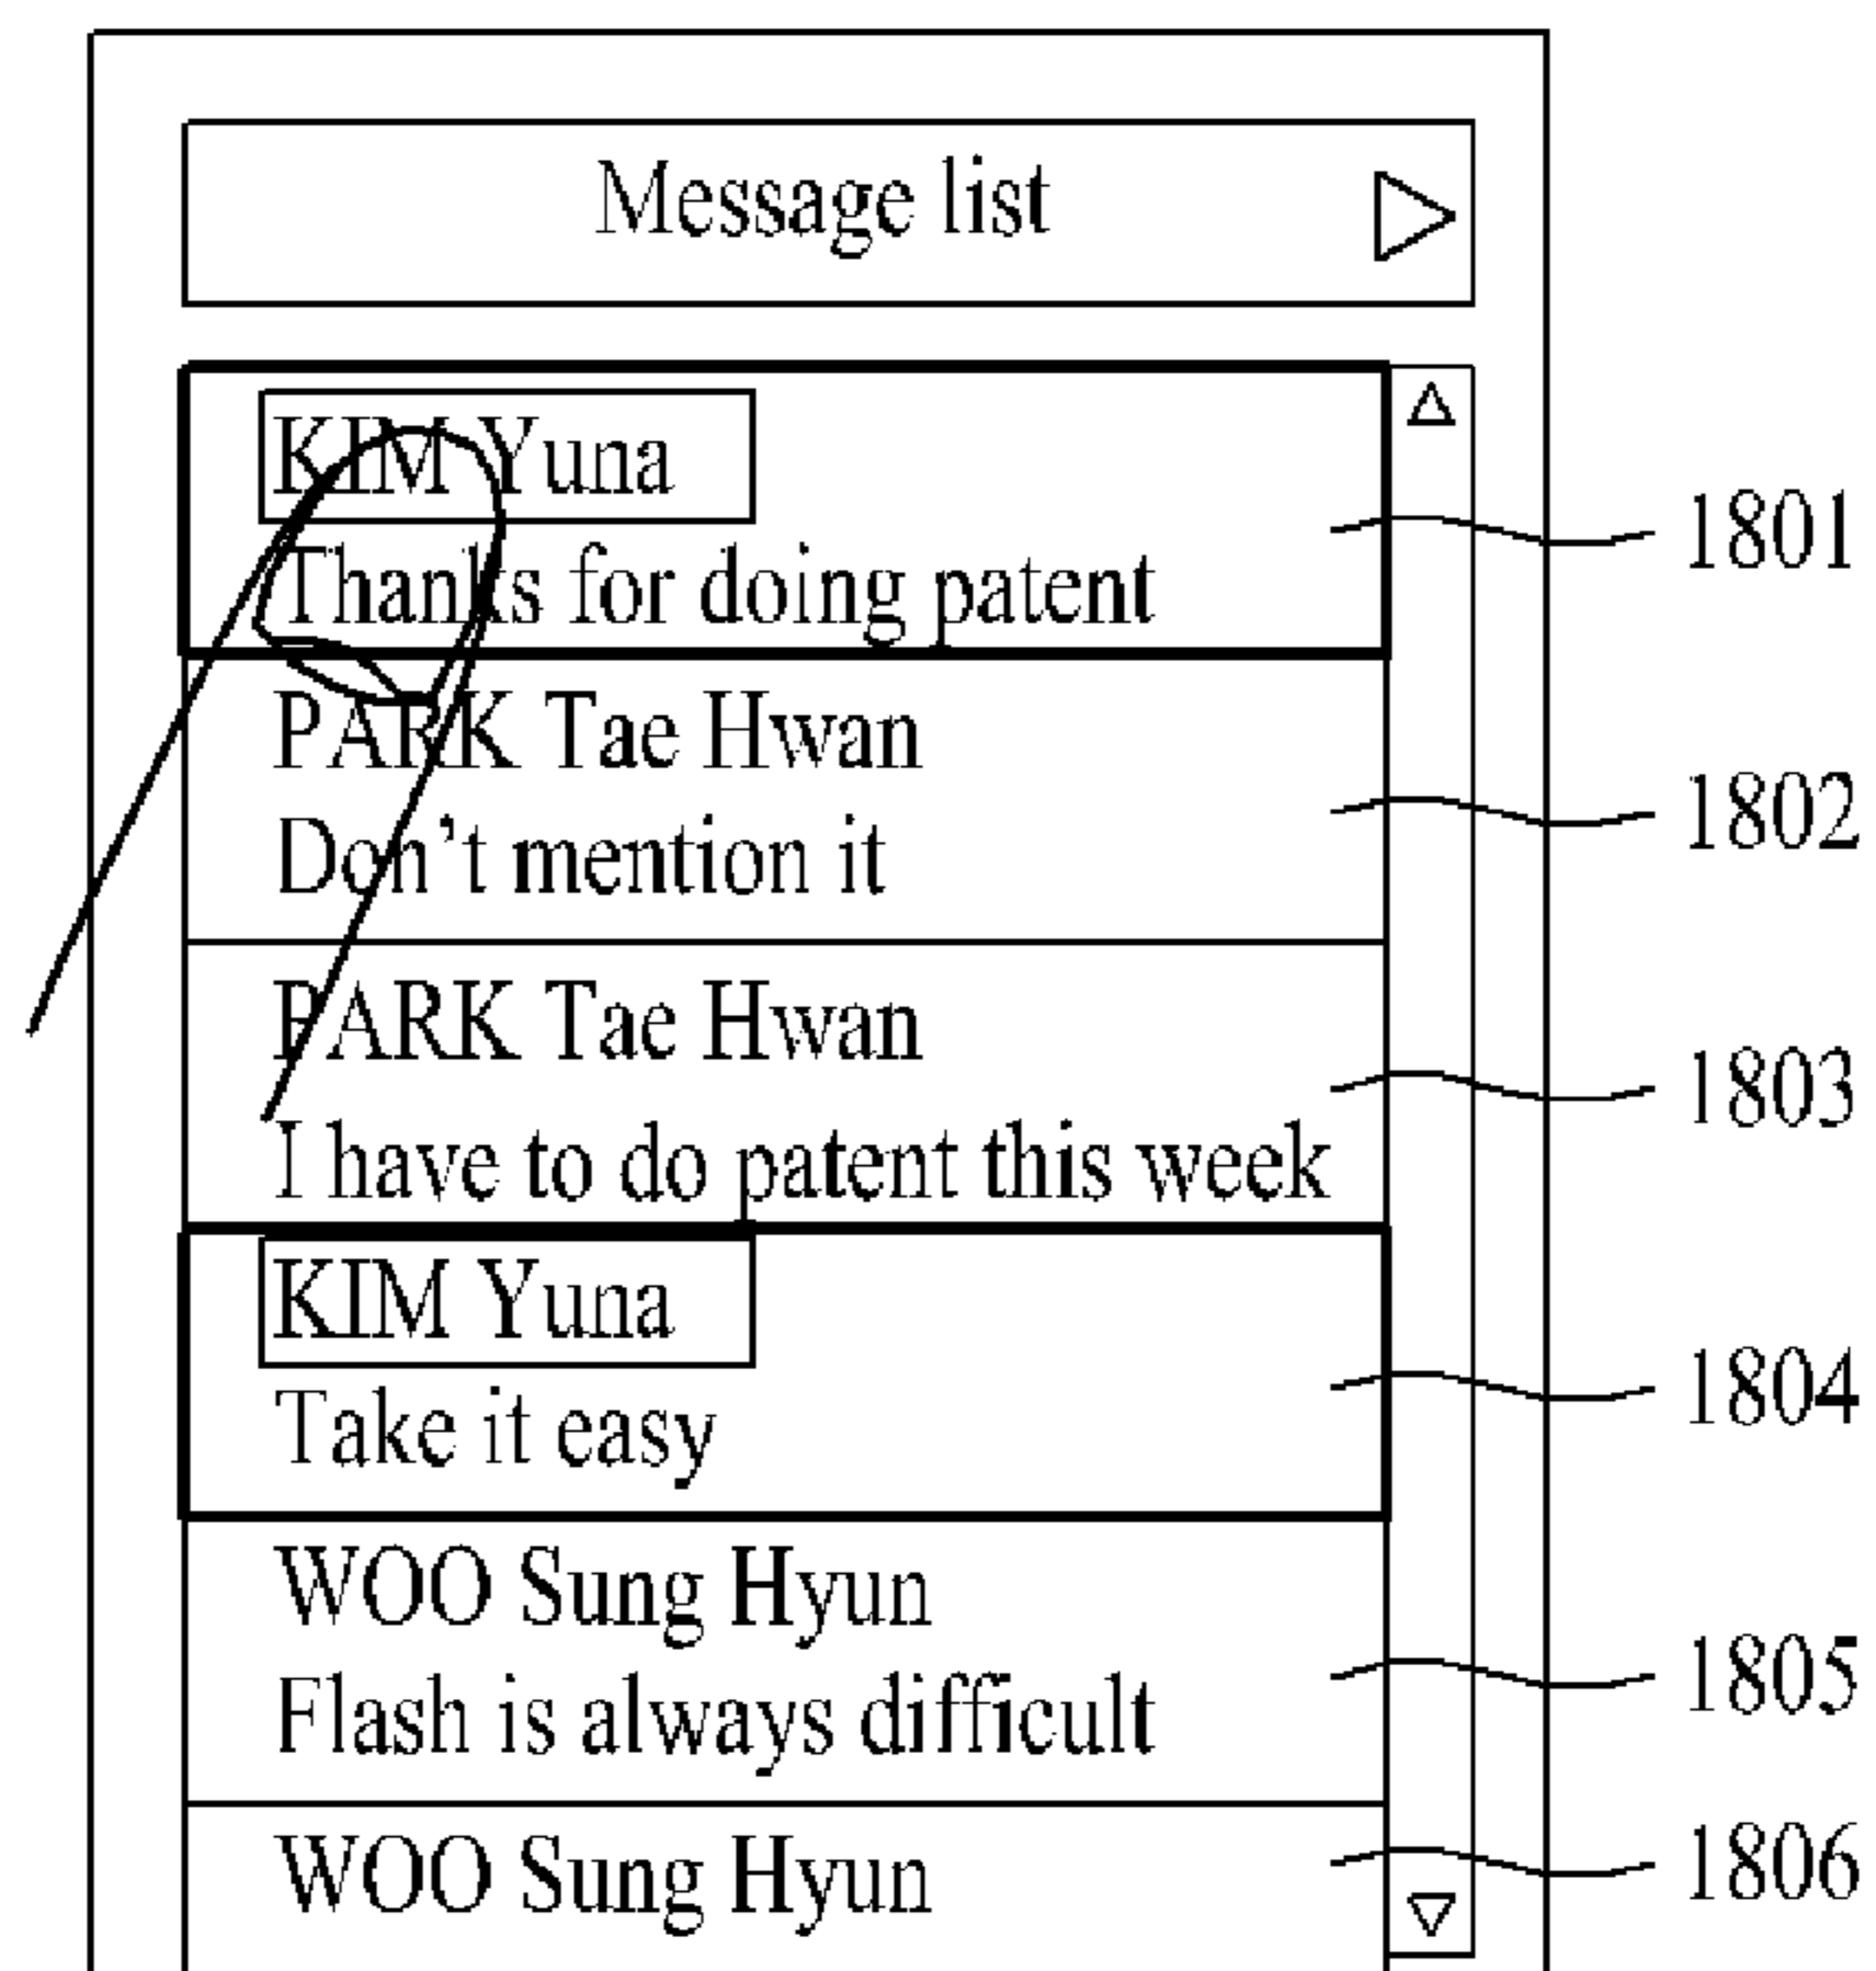 Message list
KIM Yuna
1801
Thanks for doing patent
PARK Tae Hwan
1802
Don't mention it
PARK Tae Hwan
1803
I have to do patent this week
KIM Yuna
1804
Take it easy
WOO Sung Hyun
1805
Flash is always difficult
WOO Sung Hyun
1806